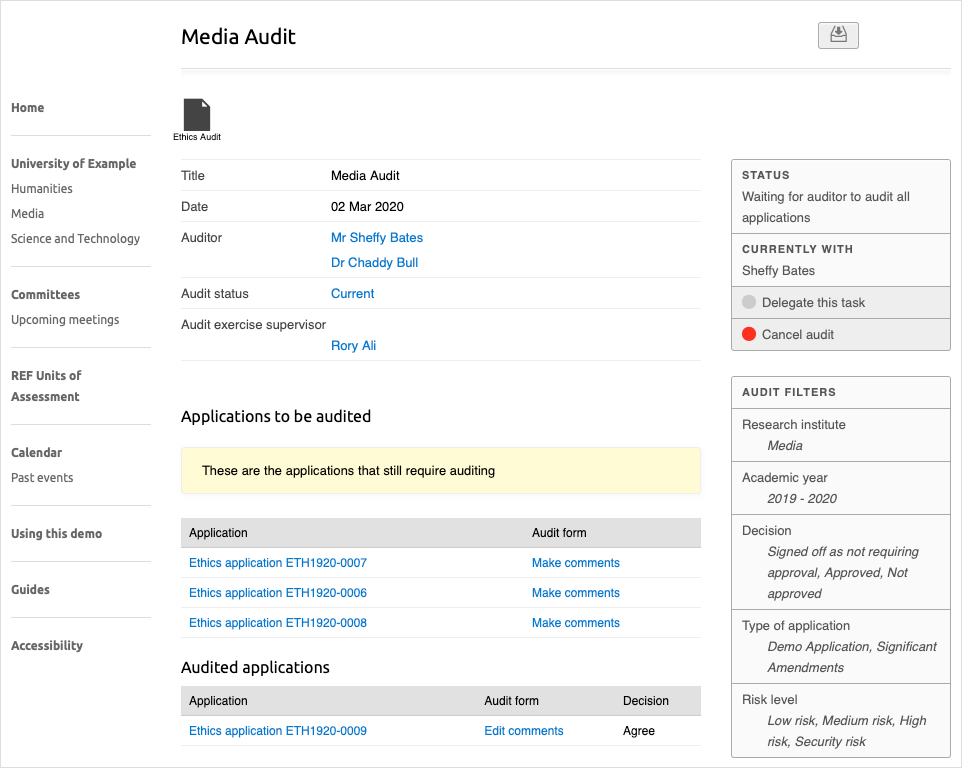 Media Audit
Home
University of Example
Humanities
Media
Science and Technology
Committees
Upcoming meetings
REF Units of
Assessment
Calendar
Past events
Using this demo
Guides
Accessibility
Ethics Audit
Title Media Audit
Date 02 Mar 2020
Auditor Mr Sheffy Bates
Dr Chaddy Bull
Audit status Current
Audit exercise supervisor
Rory Ali
Applications to be audited
These are the applications that still require auditing
Application Audit form
Ethics application ETH1920-0007 Make comments
Ethics application ETH1920-0006 Make comments
Ethics application ETH1920-0008 Make comments
Audited applications
Application Audit form Decision
Ethics application ETH1920-0009 Edit comments Agree
STATUS
Waiting for auditor to audit all
applications
CURRENTLY WITH
Sheffy Bates
Delegate this task
Cancel audit
AUDIT FILTERS
Research institute
Media
Academic year
2019 - 2020
Decision
Signed off as not requiring
approval, Approved, Not
approved
Type of application
Demo Application, Significant
Amendments
Risk level
Low risk, Medium risk, High
risk, Security risk